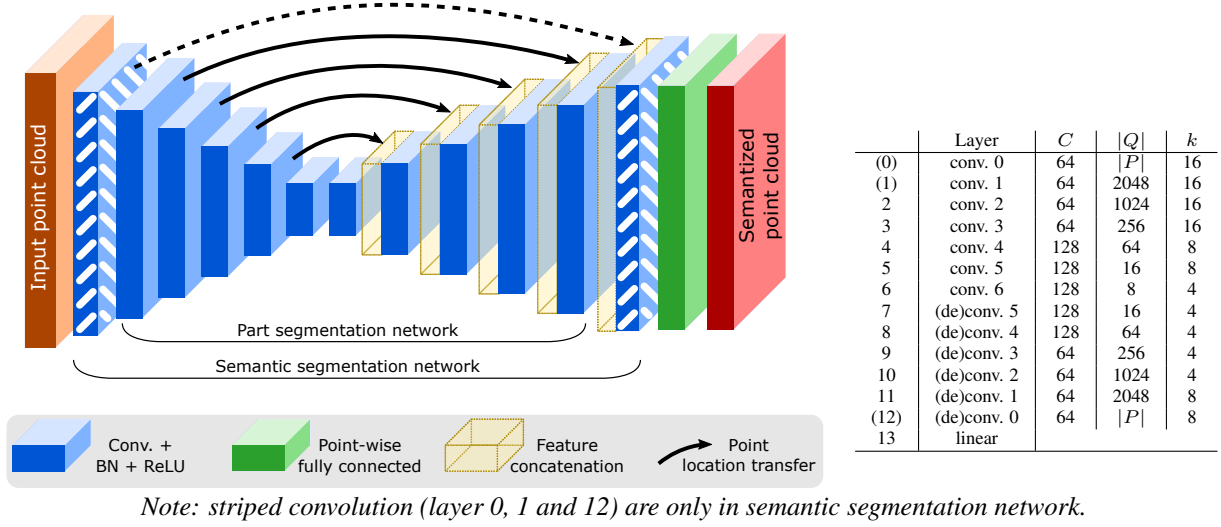 Input point cloud
Semantized
point cloud
Part segmentation network
Semantic segmentation network
Conv. +
BN + ReLU
Point-wise
fully connected
Feature
concatenation
Point
location transfer
Layer C |Q| k
(0) conv. 0 64 |P| 16
(1) conv. 1 64 2048 16
2 conv. 2 64 1024 16
3 conv. 3 64 256 16
4 conv. 4 128 64 8
5 conv. 5 128 16 8
6 conv. 6 128 8 4
7 (de)conv. 5 128 16 4
8 (de)conv. 4 128 64 4
9 (de)conv. 3 64 256 4
10 (de)conv. 2 64 1024 4
11 (de)conv. 1 64 2048 8
(12) (de)conv. 0 64 |P| 8
13 linear
Note: striped convolution (layer 0, 1 and 12) are only in semantic segmentation network.